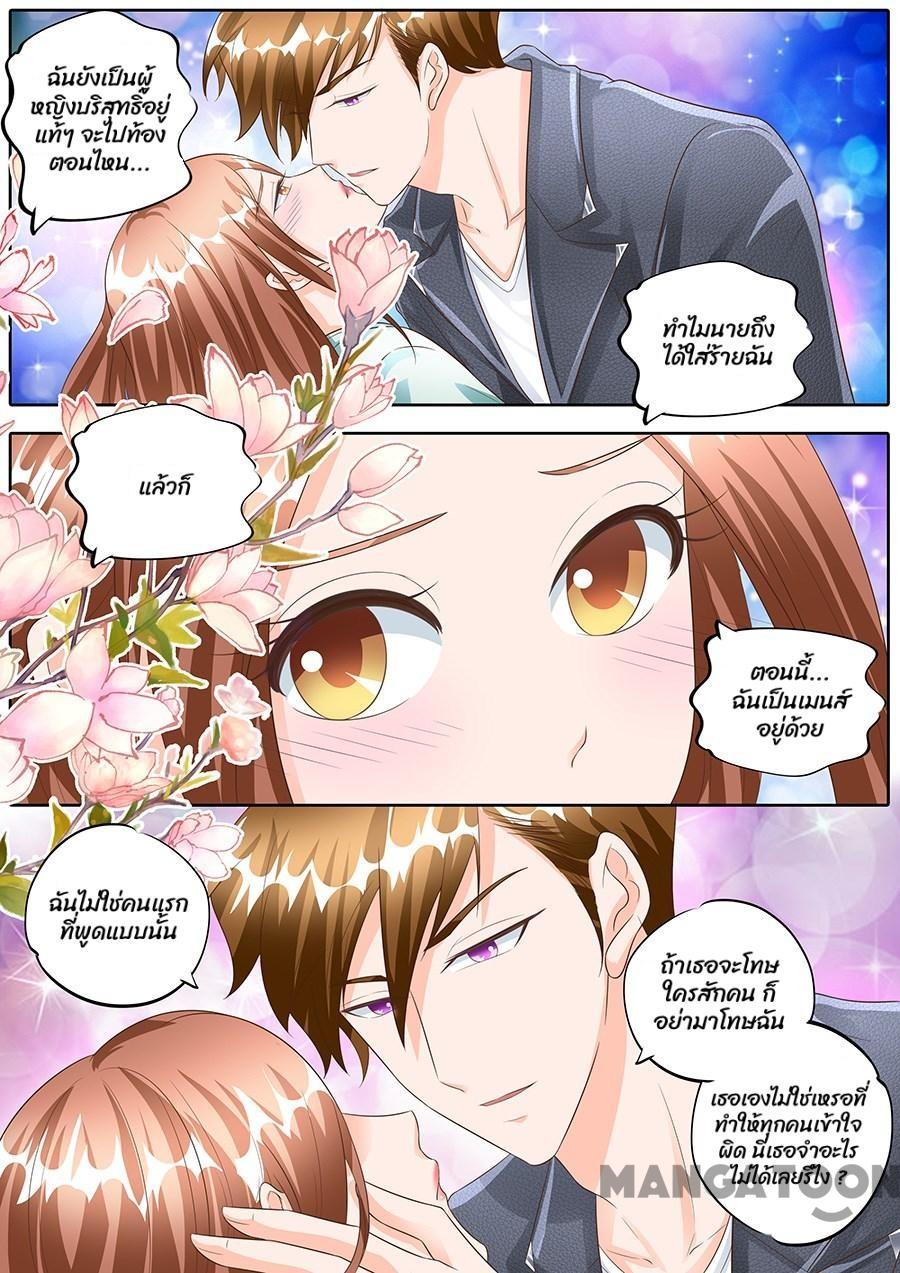 ฉันยังเป็นผู้
หญิงบริสุทธิ์อยู่
แท้ๆ จะไปท้อง
ตอนไหน...
ทำไมนายถึง
ได้ใส่ร้ายฉัน
แล้วก็
ตอนนี้...
ฉันเป็นเมนส์
อยู่ด้วย
ฉันไม่ใช่คนแรก
ที่พูดแบบนั้น
ถ้าเธอจะโทษ
ใครสักคน ก็
อย่ามาโทษฉัน
เธอเองไม่ใช่เหรอที่
ทำให้ทุกคนเข้าใจ
ผิด นี่เธอจำอะไร
ไม่ได้เลยรึไง ?
MANGATOON